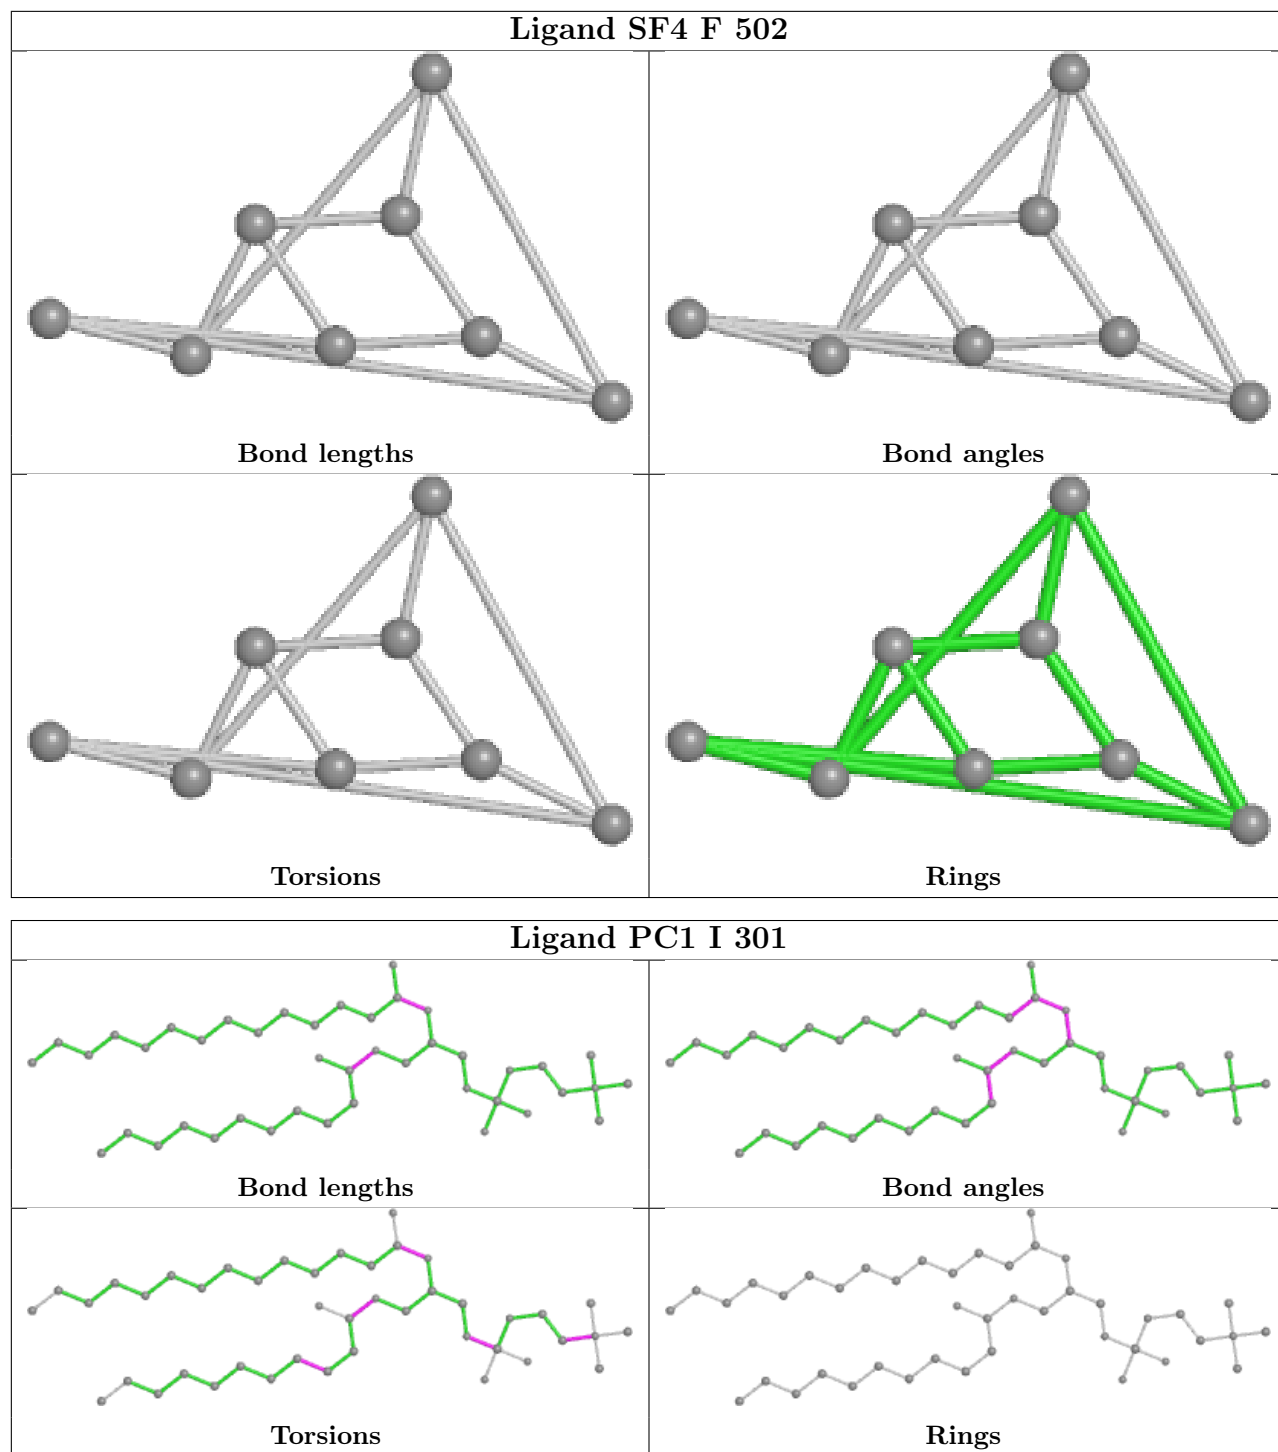 Ligand SF4 F 502
Bond lengths
Bond angles
Torsions
Rings
Ligand PC1 I 301
Bond lengths
Bond angles
Torsions
Rings